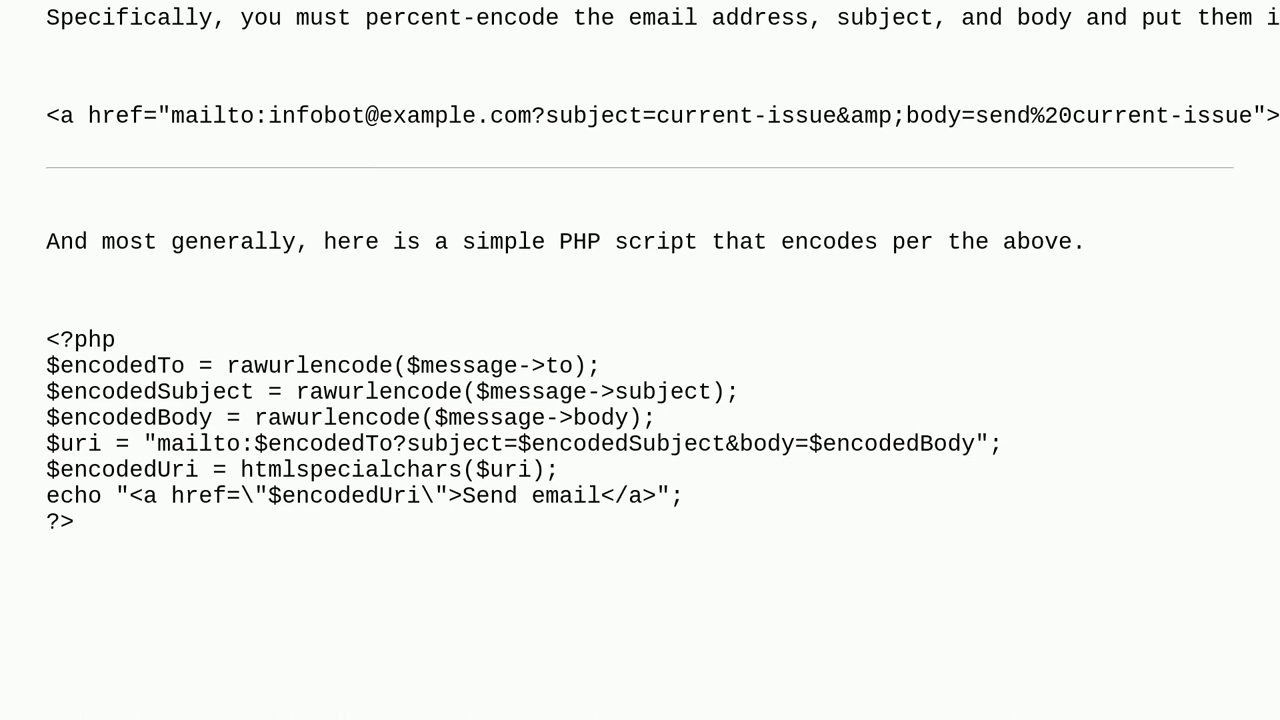 Specifically, you must percent-encode the email address, subject, and body and put them
<a href="mailto:infobot@example.com?subject=current-issue&amp;body=send%20current-issue">
And most generally, here is a simple PHP script that encodes per the above.
<?php
$encodedTo = rawurlencode($message->to);
$encodedSubject = rawurlencode($message->subject);
$encodedBody = rawurlencode($message->body);
$uri = "mailto:$encodedTo?subject=$encodedSubject&body=$encodedBody";
$encodedUri = htmlspecialchars($uri);
echo "<a href=\"$encodedUri\">Send email</a>";
?>